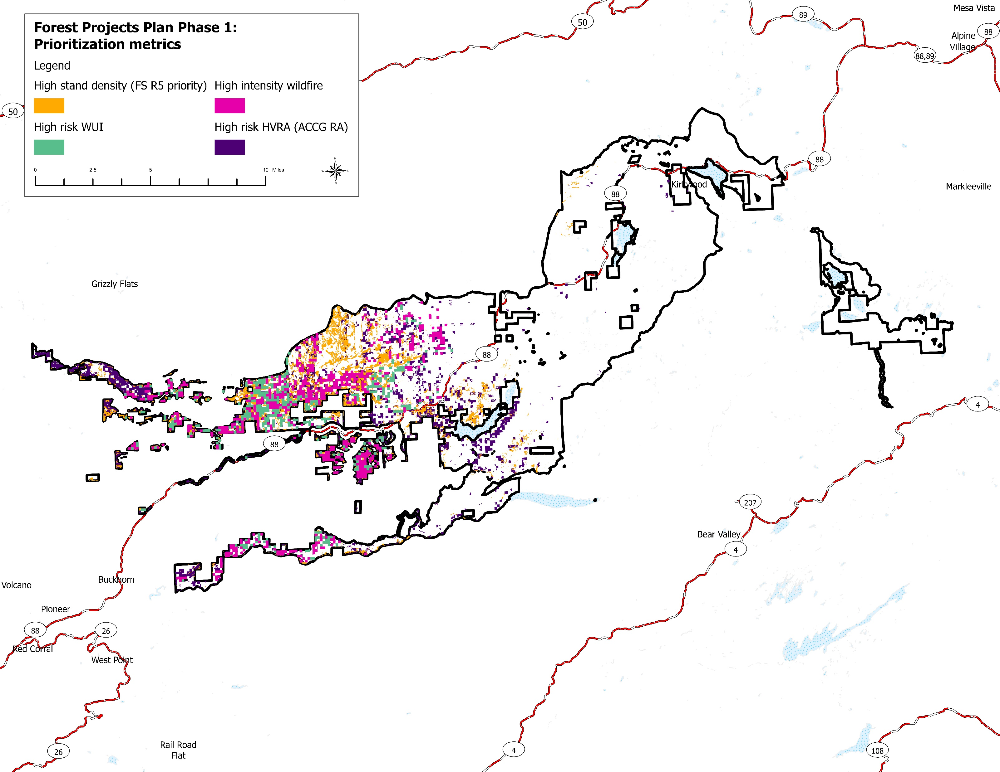 Forest Projects Plan Phase 1:
Prioritization metrics
Legend
High stand density (FS R5 priority)
High intensity wildfire
High risk WUI
High risk HVRA (ACCG RA)
0 2.5 5 10 Miles
N
W E
S
50
50
89
Mesa Vista
88
Alpine
Village
88,89
88
Markleeville
Kirkwood
88
Grizzly Flats
88
88
4
207
Bear Valley
4
Buckhorn
Volcano
Pioneer
88
26
Red Corral
West Point
Rail Road
Flat
26
4
108